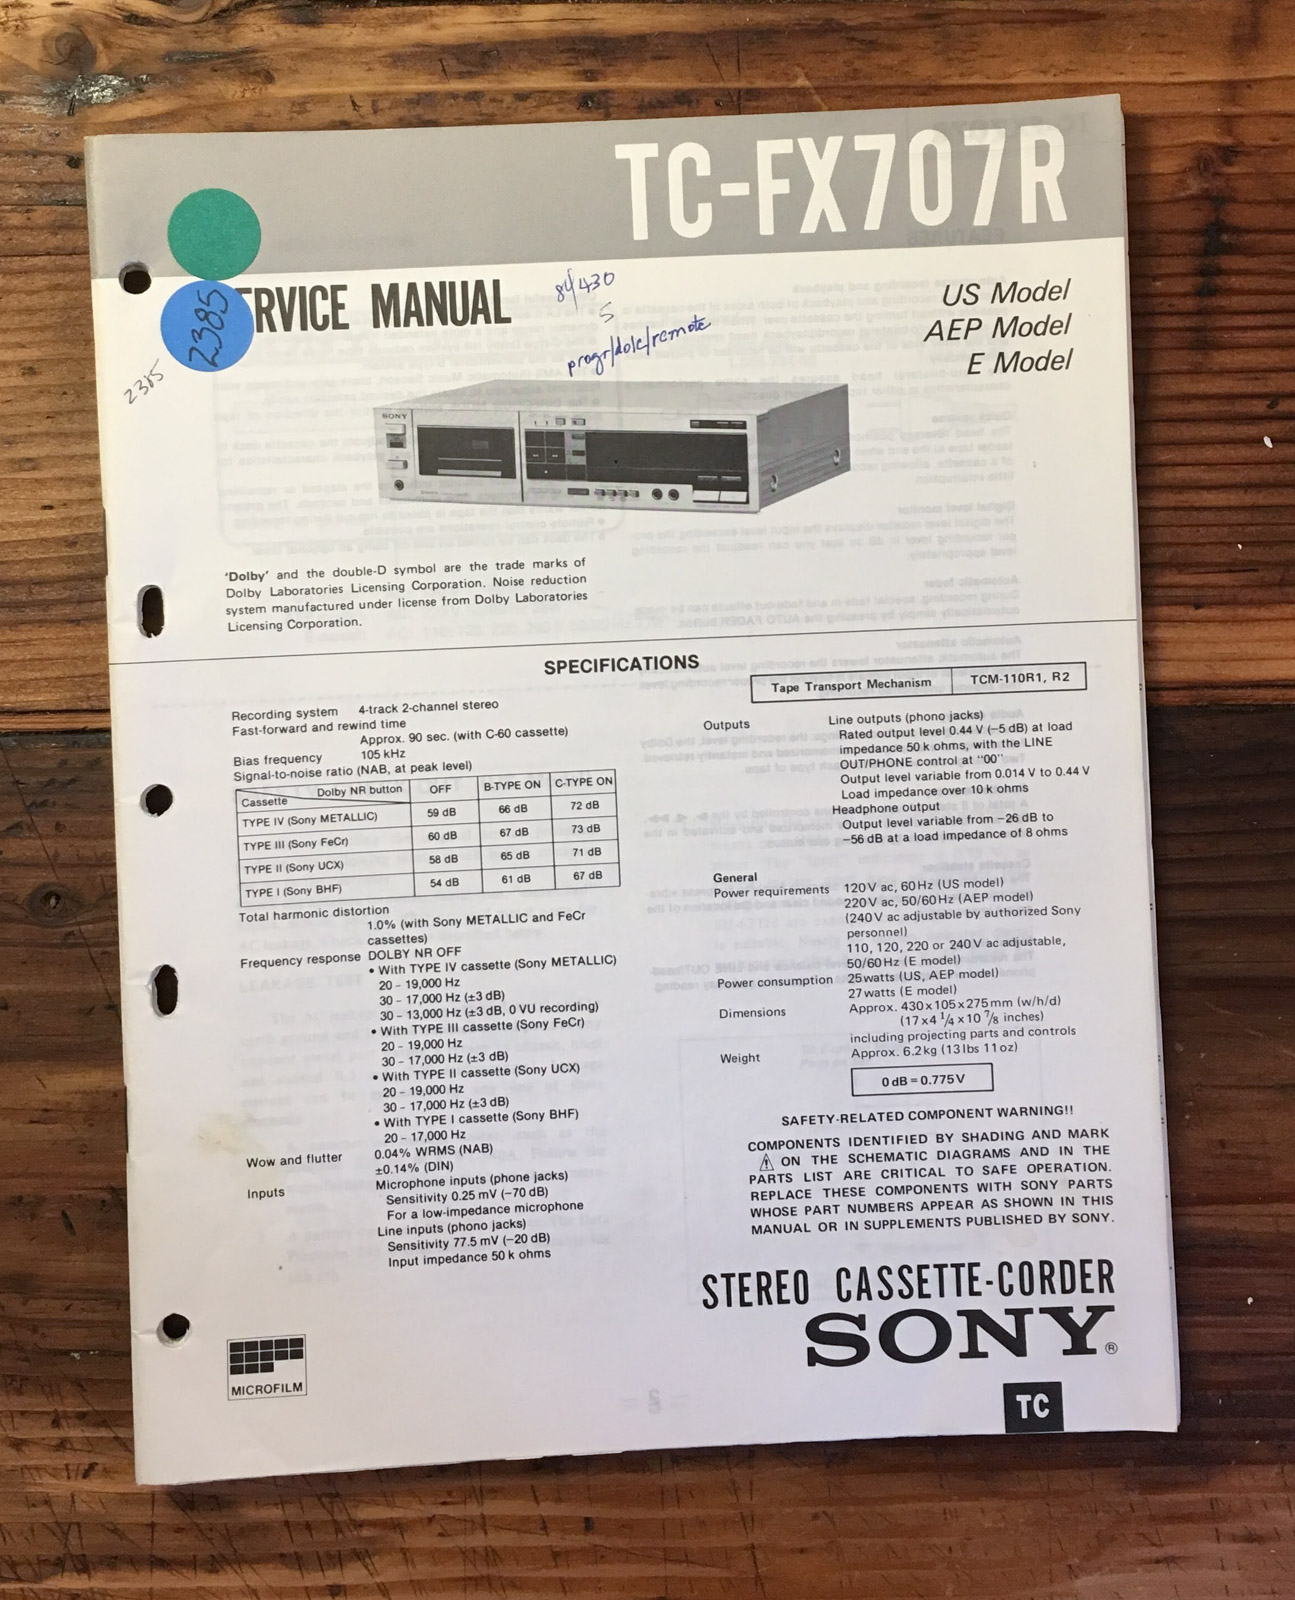 TC-FX707R
SERVICE MANUAL
2385
2385
84/430
5
progr/dolc/remote
US Model
AEP Model
E Model
SONY
'Dolby' and the double-D symbol are the trade marks of
Dolby Laboratories Licensing Corporation. Noise reduction
system manufactured under license from Dolby Laboratories
Licensing Corporation.
SPECIFICATIONS
Tape Transport Mechanism TCM-110R1, R2
Recording system 4-track 2-channel stereo
Fast-forward and rewind time
Approx. 90 sec. (with C-60 cassette)
Bias frequency 105 kHz
Signal-to-noise ratio (NAB, at peak level)
Cassette Dolby NR button OFF B-TYPE ON C-TYPE ON
TYPE IV (Sony METALLIC) 59 dB 66 dB 72 dB
TYPE III (Sony FeCr) 60 dB 67 dB 73 dB
TYPE II (Sony UCX) 58 dB 65 dB 71 dB
TYPE I (Sony BHF) 54 dB 61 dB 67 dB
Total harmonic distortion
1.0% (with Sony METALLIC and FeCr
cassettes)
Frequency response DOLBY NR OFF
• With TYPE IV cassette (Sony METALLIC)
20 – 19,000 Hz
30 – 17,000 Hz (±3 dB)
30 – 13,000 Hz (±3 dB, 0 VU recording)
• With TYPE III cassette (Sony FeCr)
20 – 19,000 Hz
30 – 17,000 Hz (±3 dB)
• With TYPE II cassette (Sony UCX)
20 – 19,000 Hz
30 – 17,000 Hz (±3 dB)
• With TYPE I cassette (Sony BHF)
20 – 17,000 Hz
Wow and flutter 0.04% WRMS (NAB)
±0.14% (DIN)
Inputs Microphone inputs (phone jacks)
Sensitivity 0.25 mV (–70 dB)
For a low-impedance microphone
Line inputs (phono jacks)
Sensitivity 77.5 mV (–20 dB)
Input impedance 50 k ohms
Outputs Line outputs (phono jacks)
Rated output level 0.44 V (–5 dB) at load
impedance 50 k ohms, with the LINE
OUT/PHONE control at "00"
Output level variable from 0.014 V to 0.44 V
Load impedance over 10 k ohms
Headphone output
Output level variable from –26 dB to
–56 dB at a load impedance of 8 ohms
General
Power requirements 120 V ac, 60 Hz (US model)
220 V ac, 50/60 Hz (AEP model)
(240 V ac adjustable by authorized Sony
personnel)
110, 120, 220 or 240 V ac adjustable,
50/60 Hz (E model)
Power consumption 25 watts (US, AEP model)
27 watts (E model)
Dimensions Approx. 430 x 105 x 275 mm (w/h/d)
(17 x 4 1/4 x 10 7/8 inches)
including projecting parts and controls
Weight Approx. 6.2 kg (13 lbs 11 oz)
0 dB = 0.775 V
SAFETY-RELATED COMPONENT WARNING!!
COMPONENTS IDENTIFIED BY SHADING AND MARK
⚠ ON THE SCHEMATIC DIAGRAMS AND IN THE
PARTS LIST ARE CRITICAL TO SAFE OPERATION.
REPLACE THESE COMPONENTS WITH SONY PARTS
WHOSE PART NUMBERS APPEAR AS SHOWN IN THIS
MANUAL OR IN SUPPLEMENTS PUBLISHED BY SONY.
STEREO CASSETTE-CORDER
SONY®
TC
MICROFILM